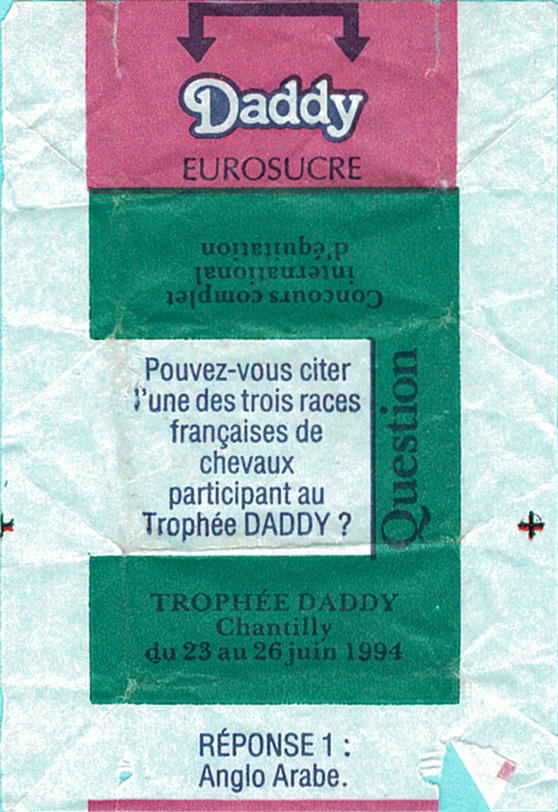 Daddy
EUROSUCRE
Concours complet
international
d'équitation
Pouvez-vous citer
l'une des trois races
françaises de
chevaux
participant au
Trophée DADDY ?
Question
TROPHÉE DADDY
Chantilly
du 23 au 26 juin 1994
RÉPONSE 1 :
Anglo Arabe.